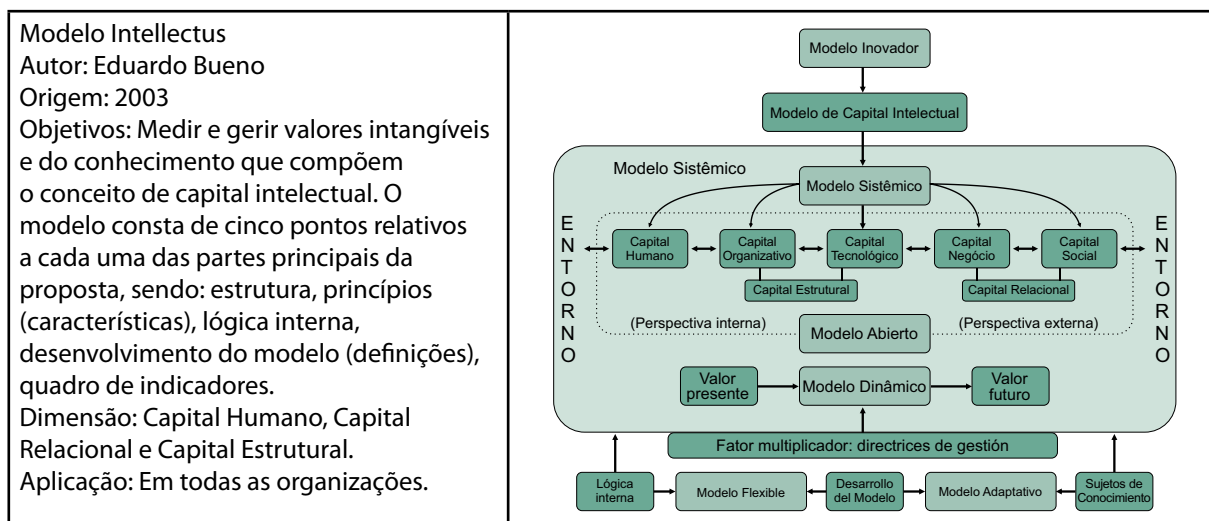 Modelo Intellectus
Autor: Eduardo Bueno
Origem: 2003
Objetivos: Medir e gerir valores intangíveis
e do conhecimento que compõem
o conceito de capital intelectual. O
modelo consta de cinco pontos relativos
a cada uma das partes principais da
proposta, sendo: estrutura, princípios
(características), lógica interna,
desenvolvimento do modelo (definições),
quadro de indicadores.
Dimensão: Capital Humano, Capital
Relacional e Capital Estrutural.
Aplicação: Em todas as organizações.
Modelo Inovador
Modelo de Capital Intelectual
Modelo Sistêmico
Modelo Sistêmico
ENTORNO
Capital
Humano
Capital
Organizativo
Capital
Tecnológico
Capital
Negócio
Capital
Social
ENTORNO
Capital Estrutural
Capital Relacional
(Perspectiva interna)
Modelo Abierto
(Perspectiva externa)
Valor
presente
Modelo Dinâmico
Valor
futuro
Fator multiplicador: directrices de gestión
Lógica
interna
Modelo Flexible
Desarrollo
del Modelo
Modelo Adaptativo
Sujetos de
Conocimiento